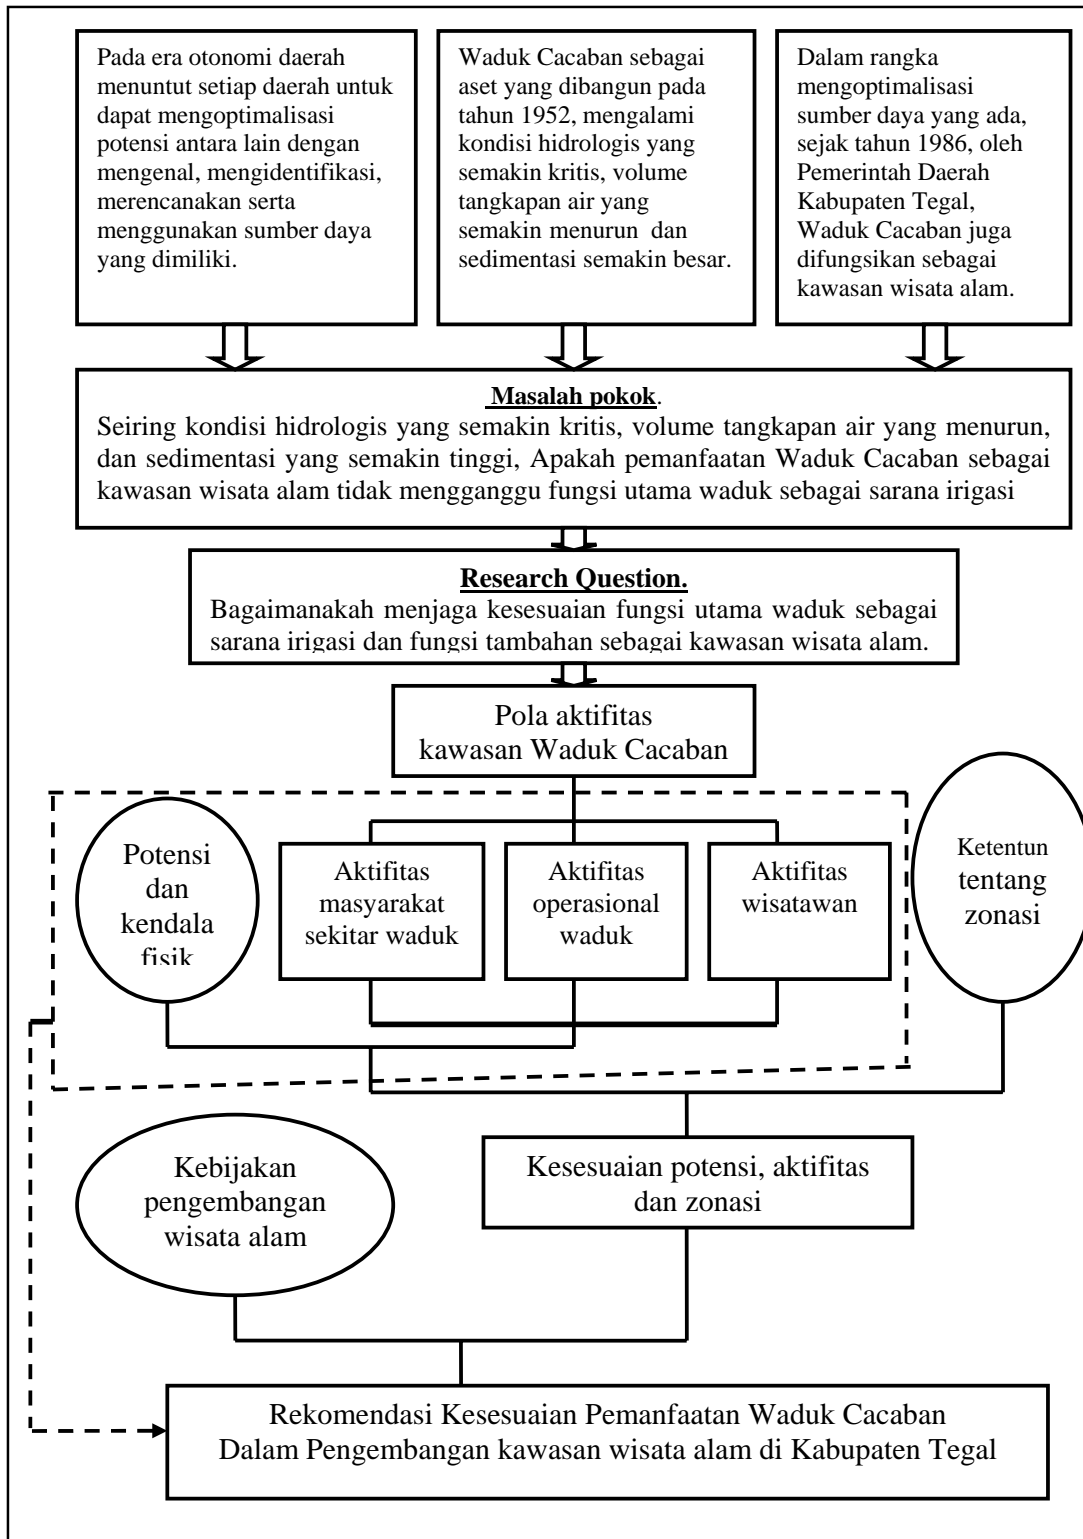 Pada era otonomi daerah
menuntut setiap daerah untuk
dapat mengoptimalisasi
potensi antara lain dengan
mengenal, mengidentifikasi,
merencanakan serta
menggunakan sumber daya
yang dimiliki.
Waduk Cacaban sebagai
aset yang dibangun pada
tahun 1952, mengalami
kondisi hidrologis yang
semakin kritis, volume
tangkapan air yang
semakin menurun dan
sedimentasi semakin besar.
Dalam rangka
mengoptimalisasi
sumber daya yang ada,
sejak tahun 1986, oleh
Pemerintah Daerah
Kabupaten Tegal,
Waduk Cacaban juga
difungsikan sebagai
kawasan wisata alam.
Masalah pokok.
Seiring kondisi hidrologis yang semakin kritis, volume tangkapan air yang menurun,
dan sedimentasi yang semakin tinggi, Apakah pemanfaatan Waduk Cacaban sebagai
kawasan wisata alam tidak mengganggu fungsi utama waduk sebagai sarana irigasi
Research Question.
Bagaimanakah menjaga kesesuaian fungsi utama waduk sebagai
sarana irigasi dan fungsi tambahan sebagai kawasan wisata alam.
Pola aktifitas
kawasan Waduk Cacaban
Potensi
dan
kendala
fisik
Aktifitas
masyarakat
sekitar waduk
Aktifitas
operasional
waduk
Aktifitas
wisatawan
Ketentun
tentang
zonasi
Kebijakan
pengembangan
wisata alam
Kesesuaian potensi, aktifitas
dan zonasi
Rekomendasi Kesesuaian Pemanfaatan Waduk Cacaban
Dalam Pengembangan kawasan wisata alam di Kabupaten Tegal